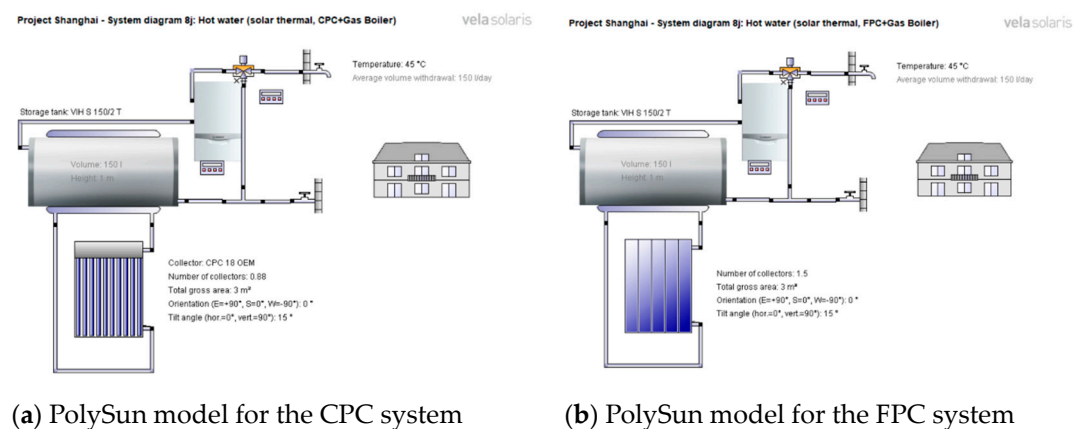 Project Shanghai - System diagram 8j: Hot water (solar thermal, CPC+Gas Boiler)
vela solaris
Temperature: 45 °C
Average volume withdrawal: 150 l/day
Storage tank: VIH S 150/2 T
Volume: 150 l
Height: 1 m
Collector: CPC 18 OEM
Number of collectors: 0.88
Total gross area: 3 m²
Orientation (E=+90°, S=0°, W=-90°): 0 °
Tilt angle (hor.=0°, vert.=90°): 15 °
(a) PolySun model for the CPC system
Project Shanghai - System diagram 8j: Hot water (solar thermal, FPC+Gas Boiler)
vela solaris
Temperature: 45 °C
Average volume withdrawal: 150 l/day
Storage tank: VIH S 150/2 T
Volume: 150 l
Height: 1 m
Number of collectors: 1.5
Total gross area: 3 m²
Orientation (E=+90°, S=0°, W=-90°): 0 °
Tilt angle (hor.=0°, vert.=90°): 15 °
(b) PolySun model for the FPC system